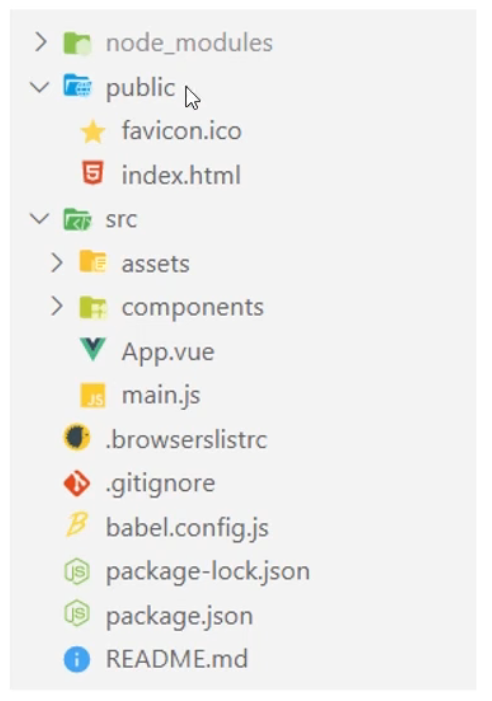 node_modules
public
favicon.ico
index.html
src
assets
components
App.vue
main.js
.browserslistrc
.gitignore
babel.config.js
package-lock.json
package.json
README.md